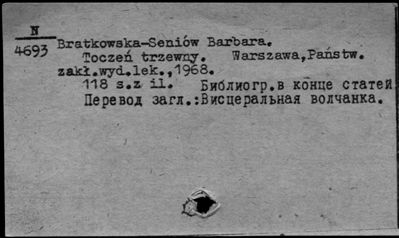 N
4693
Bratkowska-Seniów Barbara.
Toczeń trzewny. Warszawa,Państw.
zakł.wyd.lek.,1968.
118 s.z il. Библиогр.в конце статей
Перевод загл.:Висцеральная волчанка.